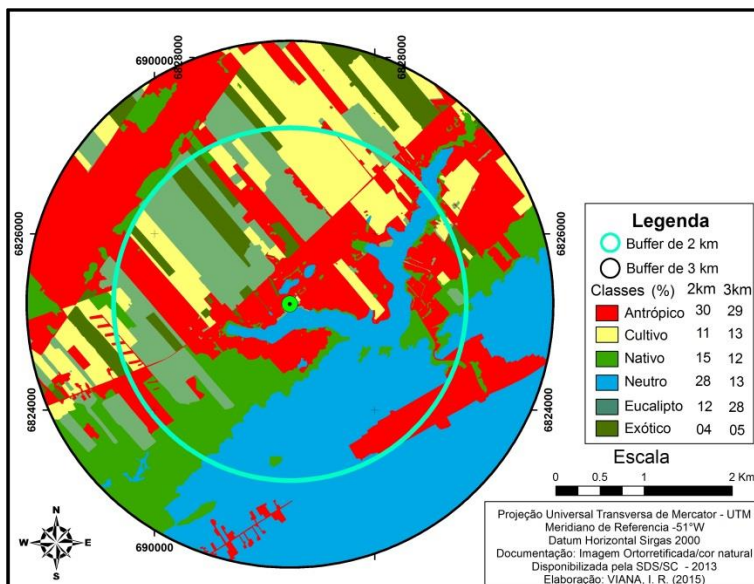 690000
6828000
6828000
6826000
6826000
6824000
6824000
690000
N
W E
S
Legenda
Buffer de 2 km
Buffer de 3 km
Classes (%) 2km 3km
Antrópico 30 29
Cultivo 11 13
Nativo 15 12
Neutro 28 13
Eucalipto 12 28
Exótico 04 05
Escala
0 0.5 1 2 Km
Projeção Universal Transversa de Mercator - UTM
Meridiano de Referencia -51°W
Datum Horizontal Sirgas 2000
Documentação: Imagem Ortorretificada/cor natural
Disponibilizada pela SDS/SC - 2013
Elaboração: VIANA, I. R. (2015)